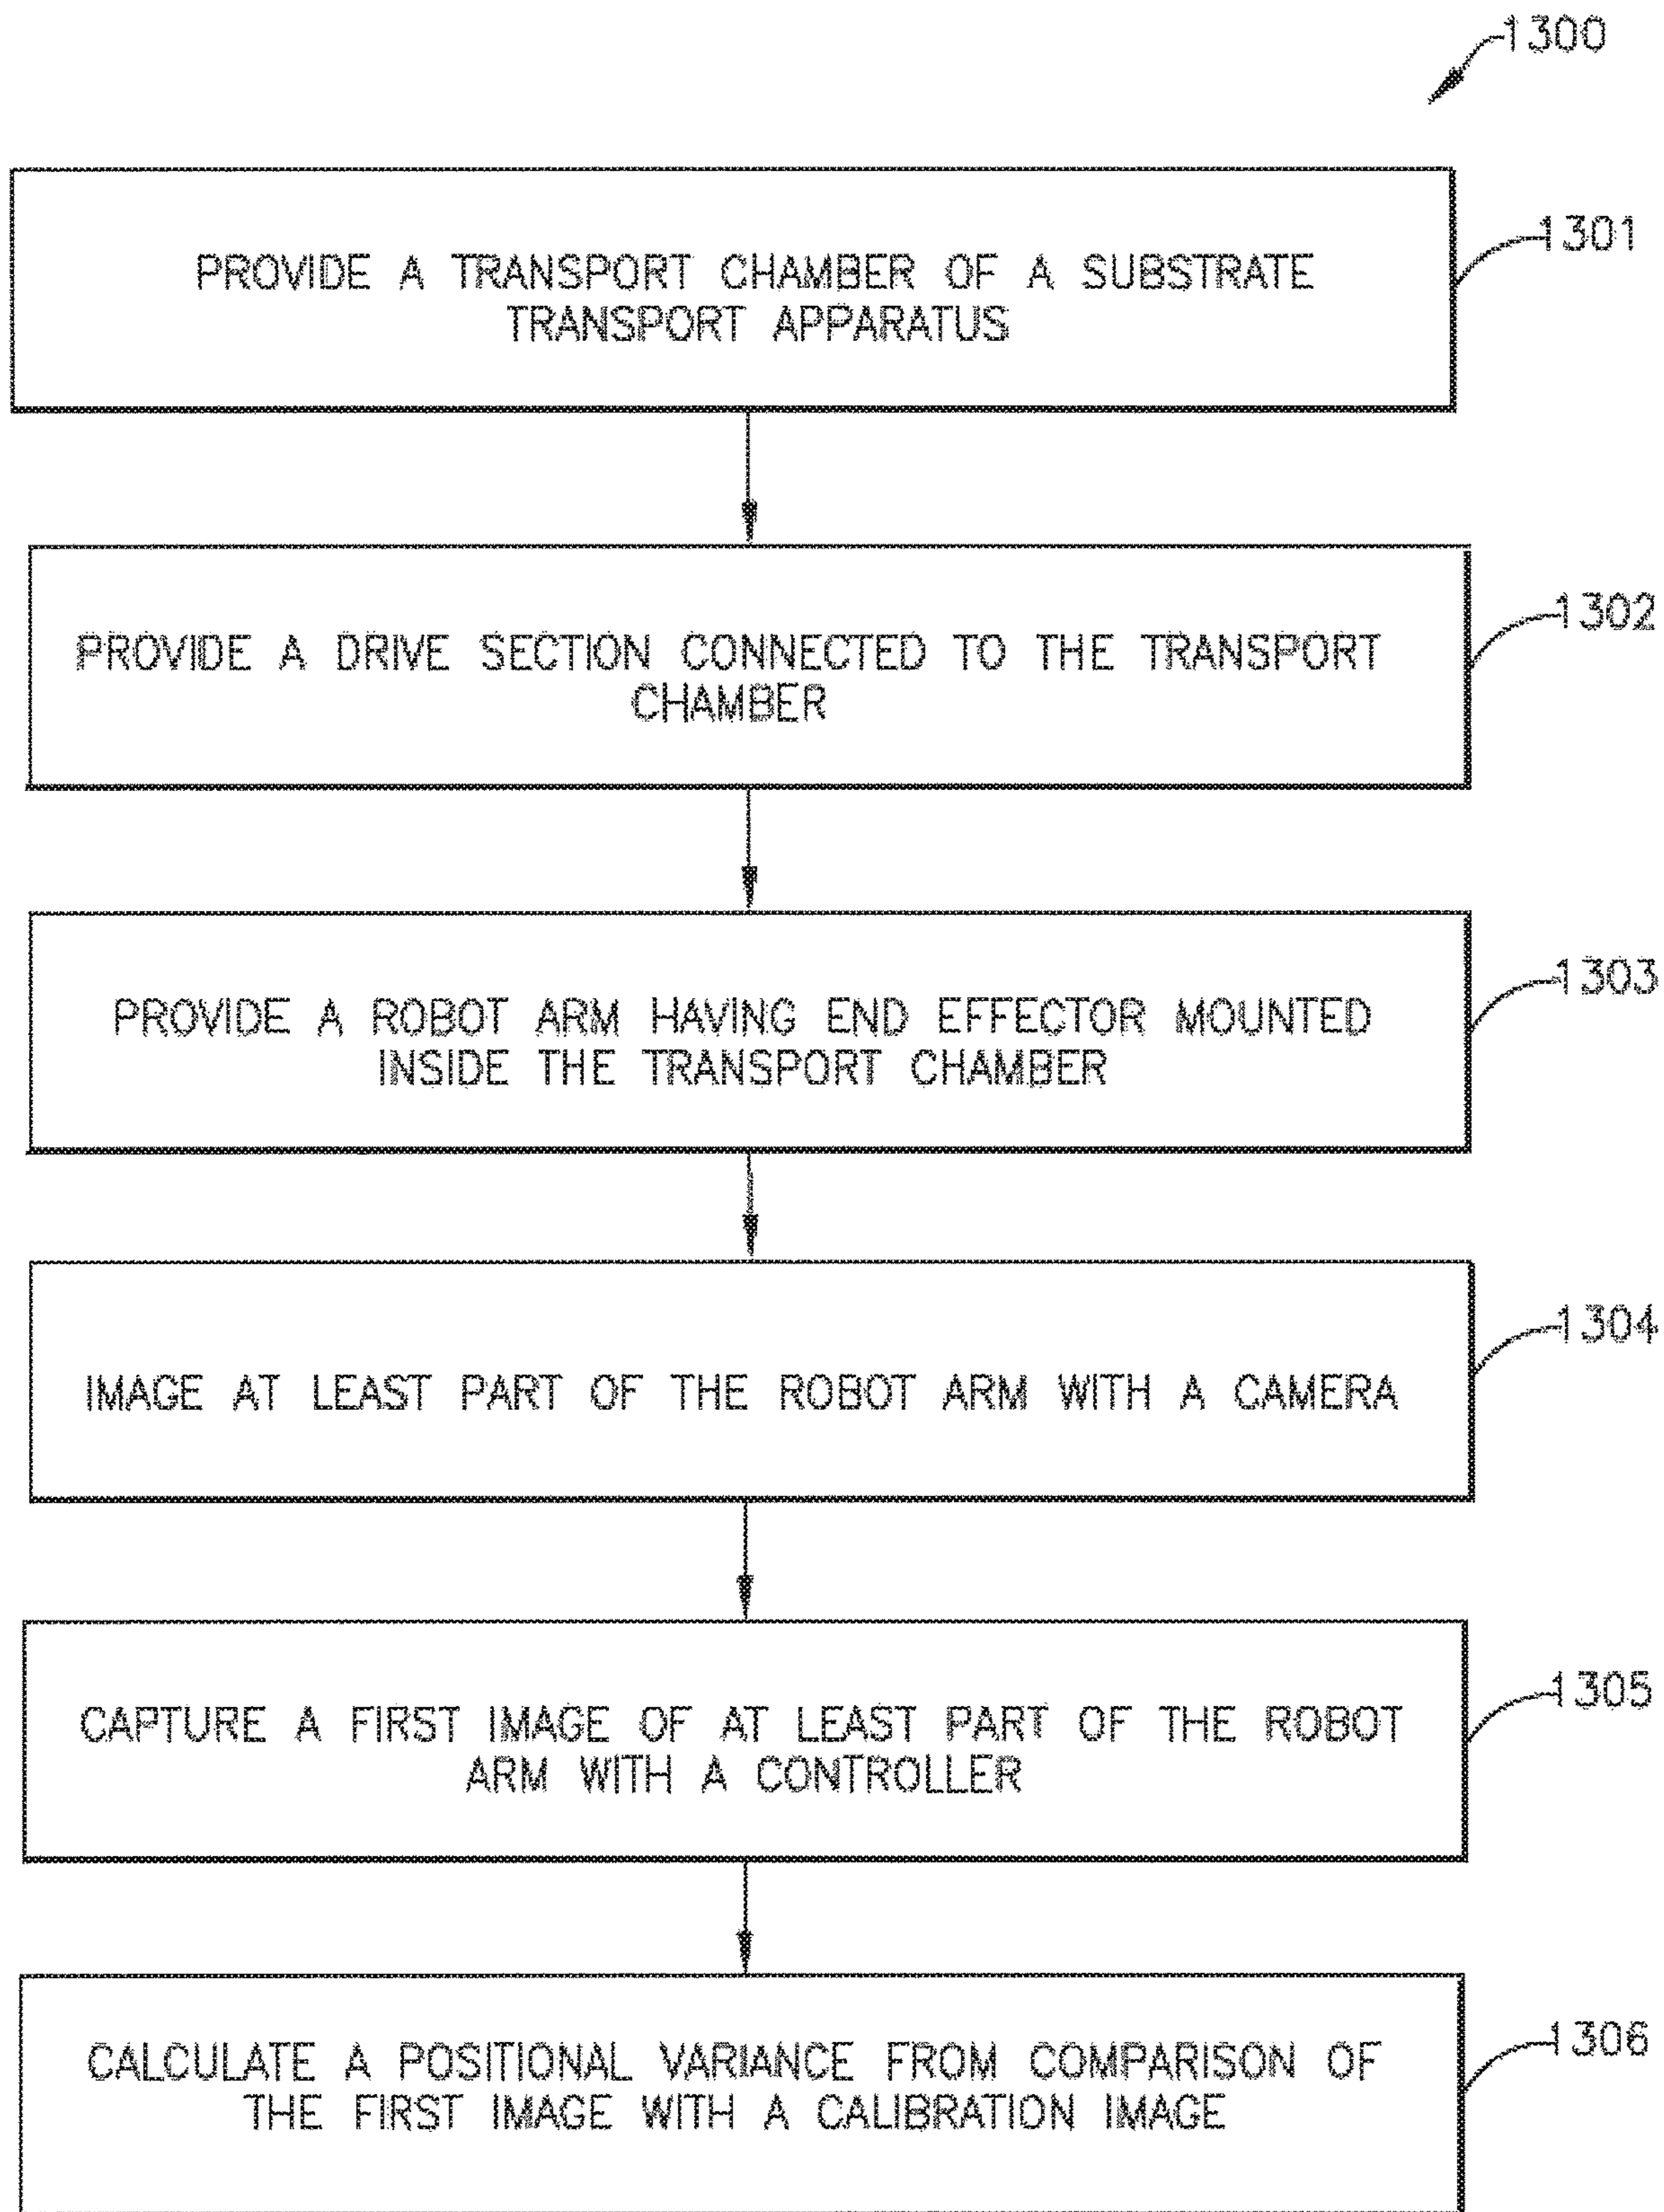 1300
PROVIDE A TRANSPORT CHAMBER OF A SUBSTRATE
TRANSPORT APPARATUS
1301
PROVIDE A DRIVE SECTION CONNECTED TO THE TRANSPORT
CHAMBER
1302
PROVIDE A ROBOT ARM HAVING END EFFECTOR MOUNTED
INSIDE THE TRANSPORT CHAMBER
1303
IMAGE AT LEAST PART OF THE ROBOT ARM WITH A CAMERA
1304
CAPTURE A FIRST IMAGE OF AT LEAST PART OF THE ROBOT
ARM WITH A CONTROLLER
1305
CALCULATE A POSITIONAL VARIANCE FROM COMPARISON OF
THE FIRST IMAGE WITH A CALIBRATION IMAGE
1306